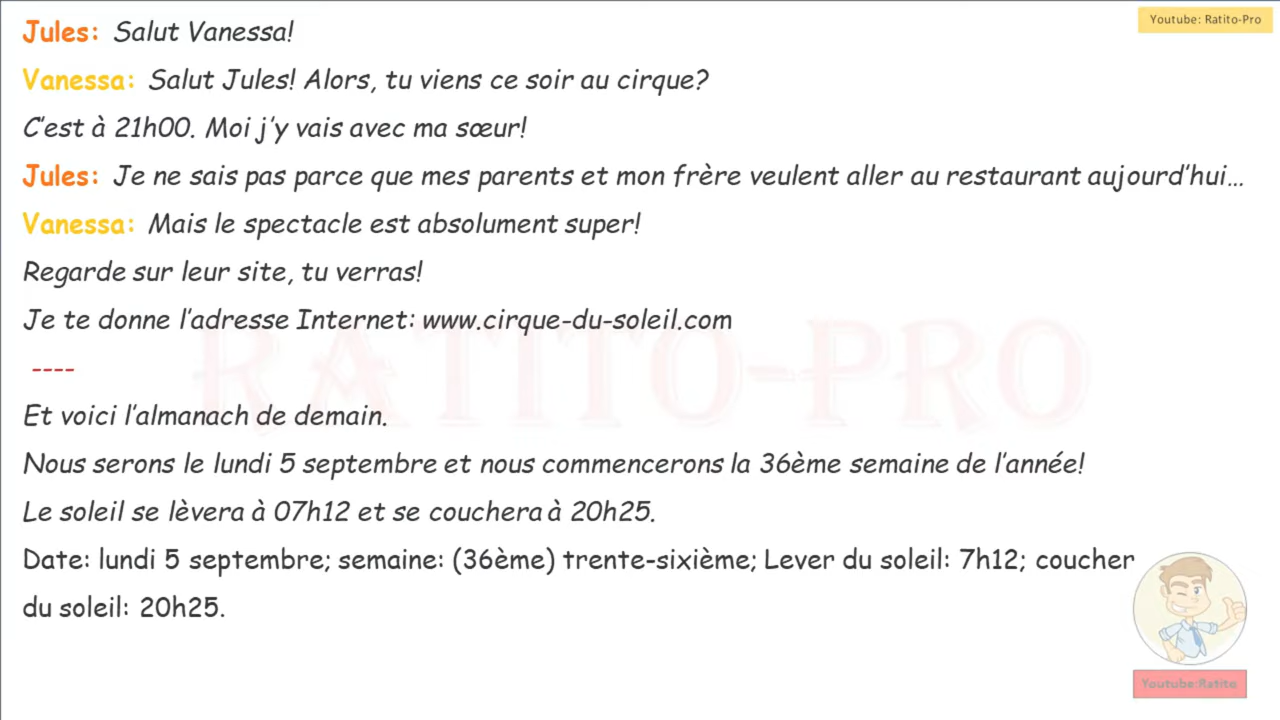 Youtube: Ratito-Pro
Jules: Salut Vanessa!
Vanessa: Salut Jules! Alors, tu viens ce soir au cirque?
C'est à 21h00. Moi j'y vais avec ma sœur!
Jules: Je ne sais pas parce que mes parents et mon frère veulent aller au restaurant aujourd'hui...
Vanessa: Mais le spectacle est absolument super!
Regarde sur leur site, tu verras!
Je te donne l'adresse Internet: www.cirque-du-soleil.com
RATITO-PRO
----
Et voici l'almanach de demain.
Nous serons le lundi 5 septembre et nous commencerons la 36ème semaine de l'année!
Le soleil se lèvera à 07h12 et se couchera à 20h25.
Date: lundi 5 septembre; semaine: (36ème) trente-sixième; Lever du soleil: 7h12; coucher
du soleil: 20h25.
Youtube:Ratito